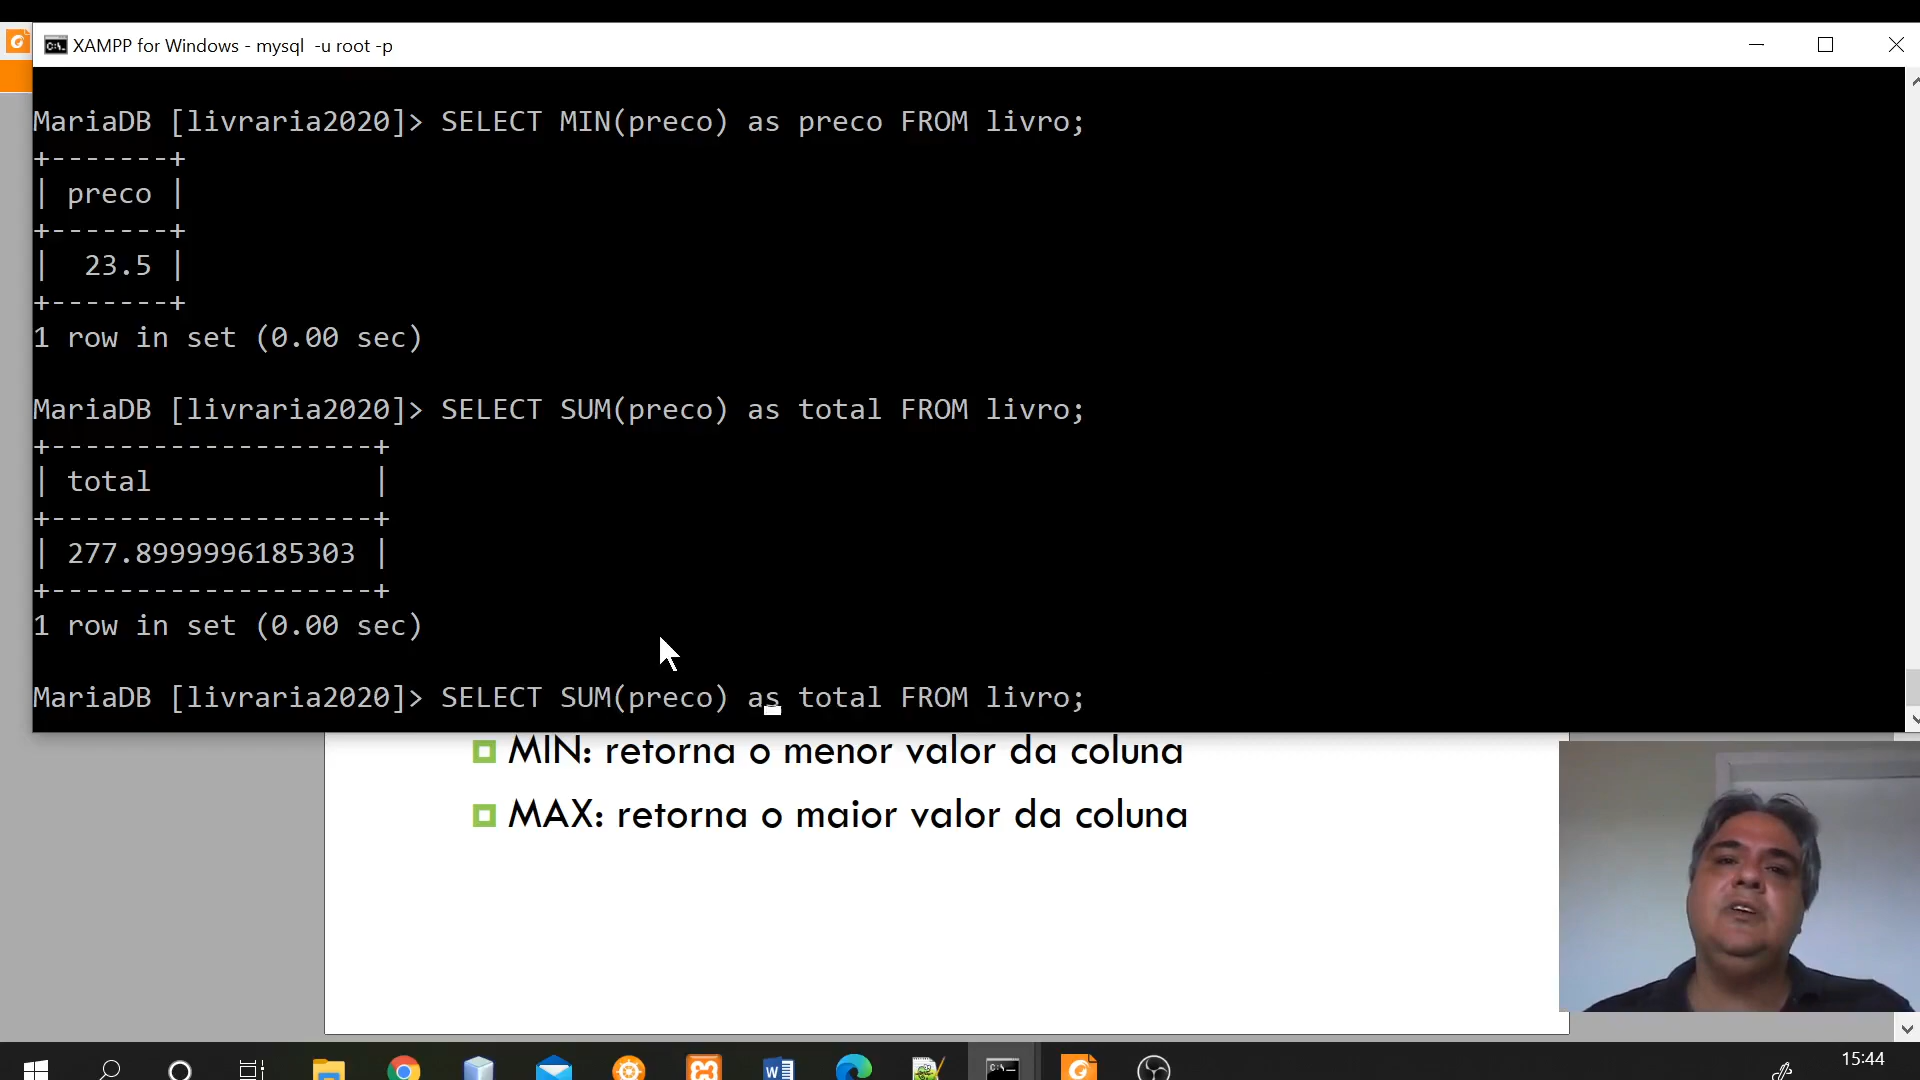 XAMPP for Windows - mysql  -u root -p
MariaDB [livraria2020]> SELECT MIN(preco) as preco FROM livro;
+-------+
| preco |
+-------+
|  23.5 |
+-------+
1 row in set (0.00 sec)
MariaDB [livraria2020]> SELECT SUM(preco) as total FROM livro;
+-------------------+
| total             |
+-------------------+
| 277.8999996185303 |
+-------------------+
1 row in set (0.00 sec)
MariaDB [livraria2020]> SELECT SUM(preco) as total FROM livro;
MIN: retorna o menor valor da coluna
MAX: retorna o maior valor da coluna
15:44